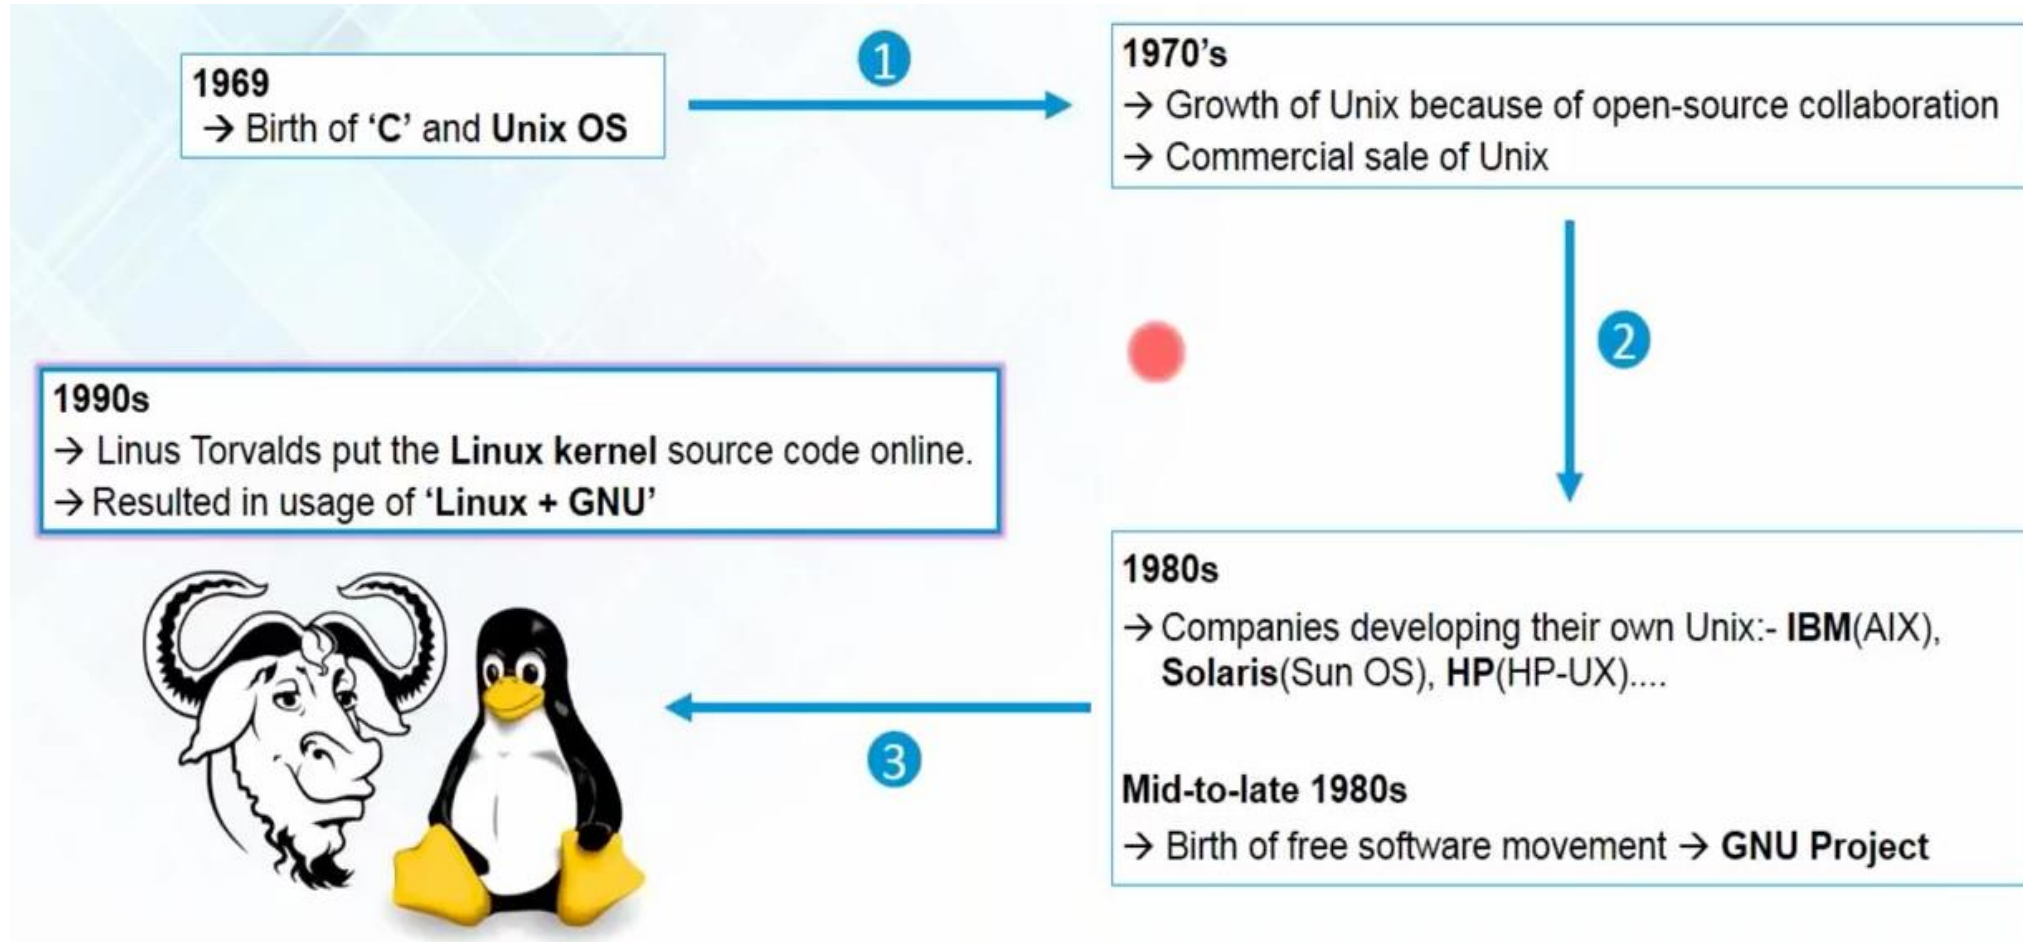 1969
→ Birth of ‘C’ and Unix OS
1
1970’s
→ Growth of Unix because of open-source collaboration
→ Commercial sale of Unix
2
1980s
→ Companies developing their own Unix:- IBM(AIX),
Solaris(Sun OS), HP(HP-UX)....
Mid-to-late 1980s
→ Birth of free software movement → GNU Project
3
1990s
→ Linus Torvalds put the Linux kernel source code online.
→ Resulted in usage of ‘Linux + GNU’